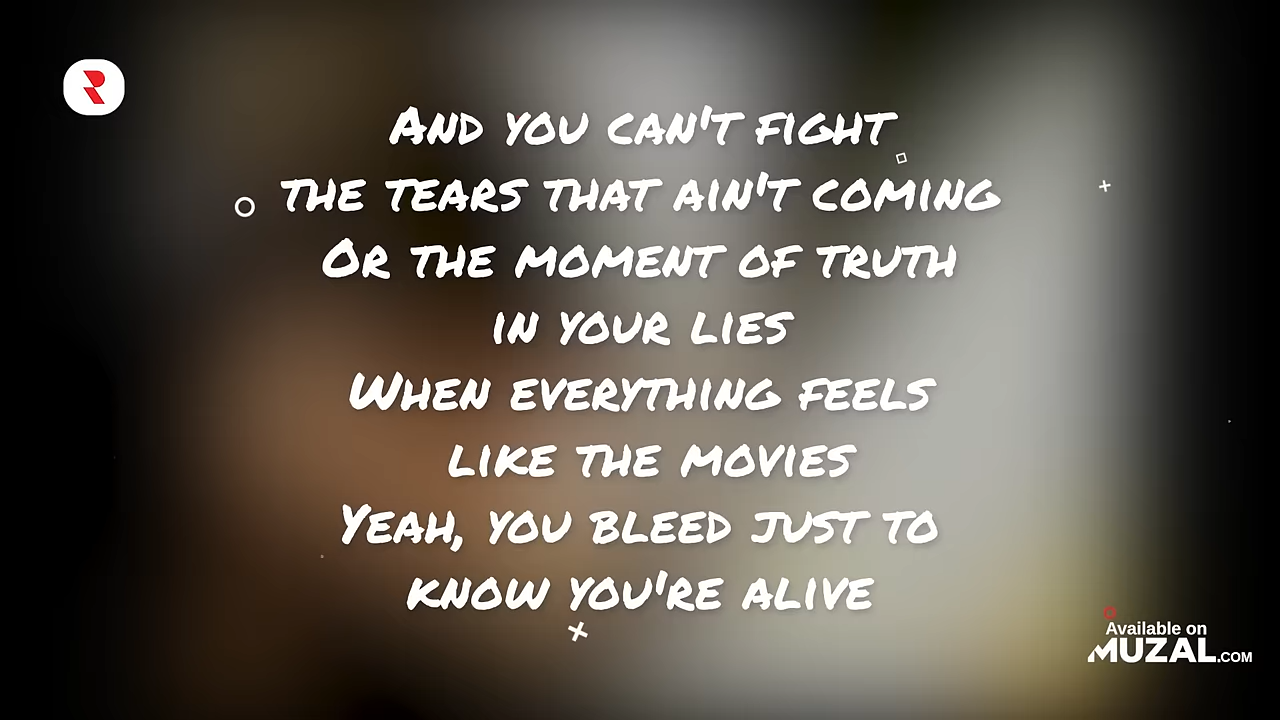 And you can't fight
the tears that ain't coming
Or the moment of truth
in your lies
When everything feels
like the movies
Yeah, you bleed just to
know you're alive
R
Available on
MUZAL.COM